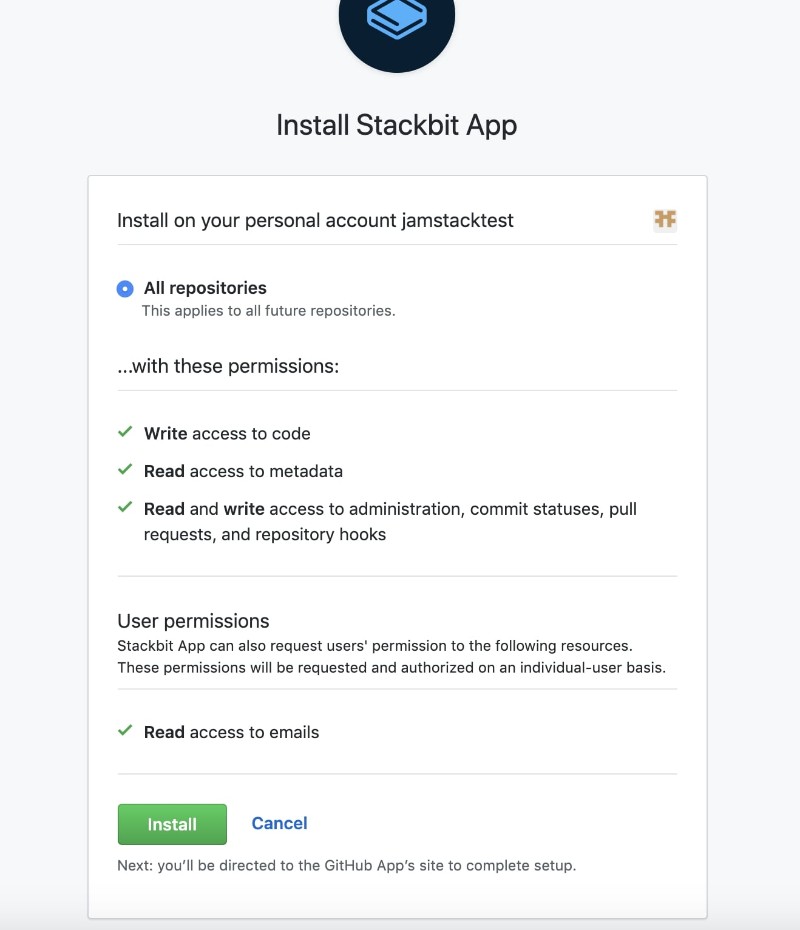 Install Stackbit App
Install on your personal account jamstacktest
All repositories
This applies to all future repositories.
...with these permissions:
Write access to code
Read access to metadata
Read and write access to administration, commit statuses, pull
requests, and repository hooks
User permissions
Stackbit App can also request users' permission to the following resources.
These permissions will be requested and authorized on an individual-user basis.
Read access to emails
Install Cancel
Next: you’ll be directed to the GitHub App’s site to complete setup.